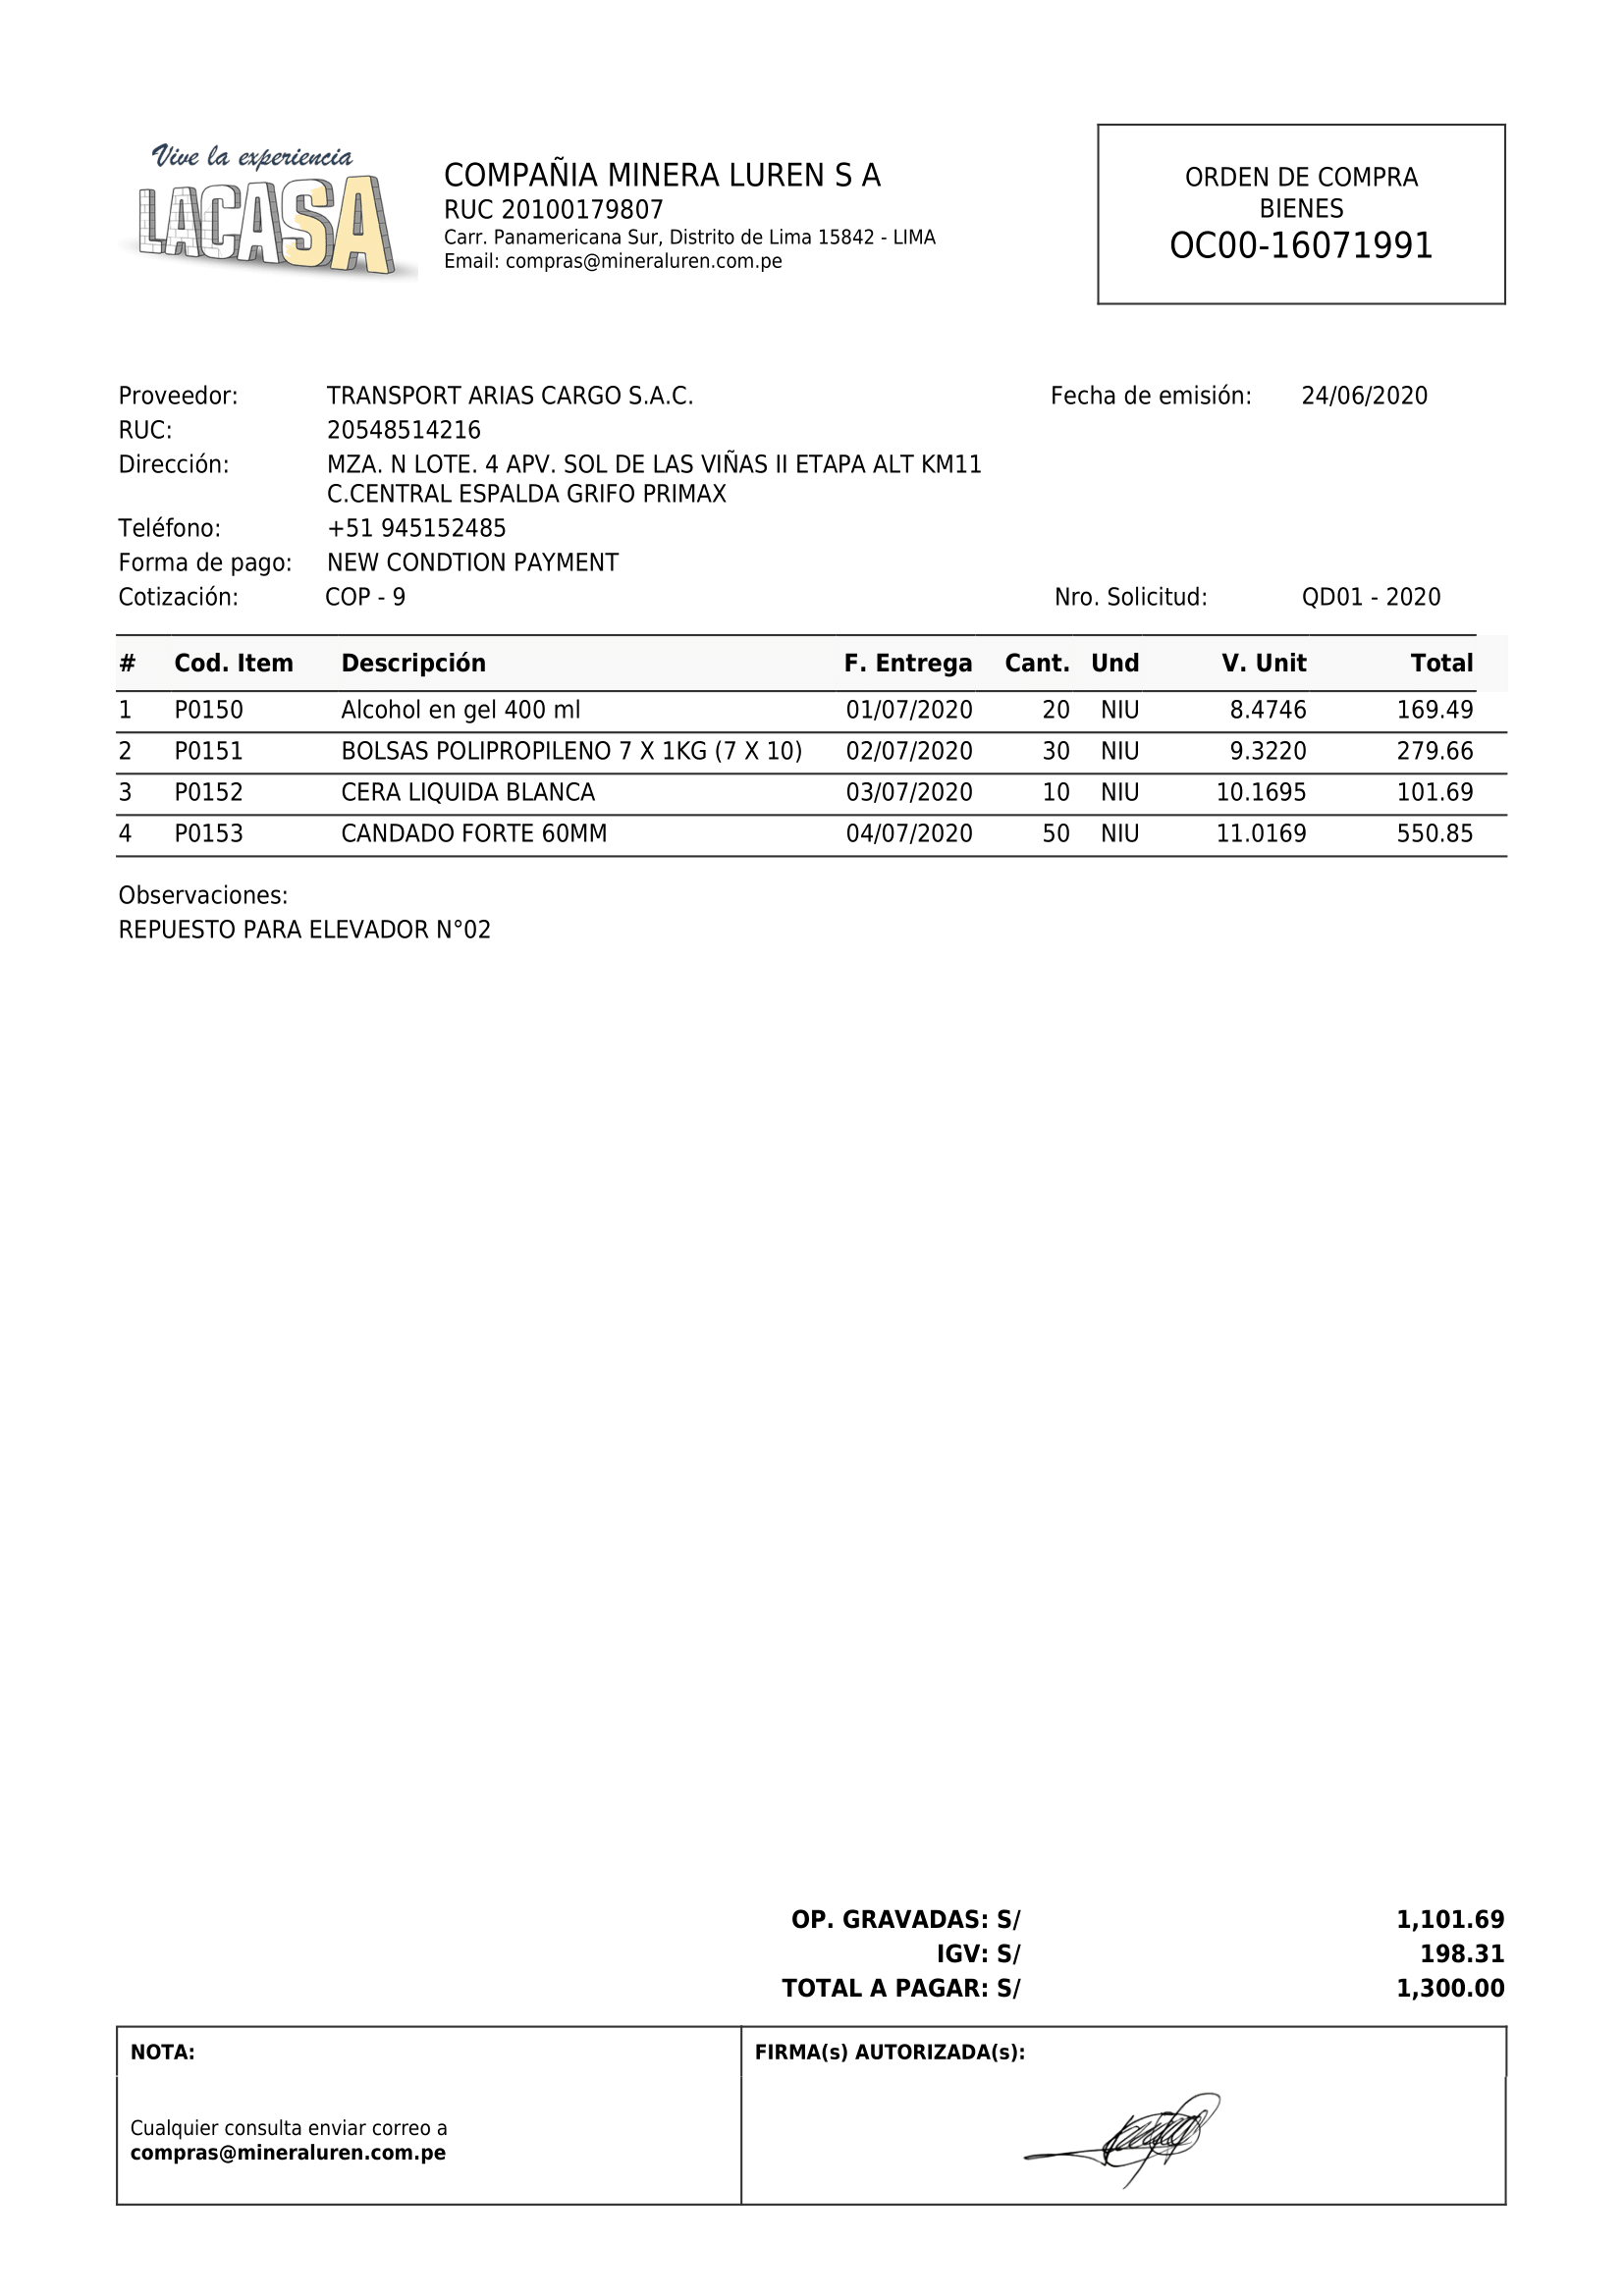 Vive la experiencia
LACASA
COMPAÑIA MINERA LUREN S A
RUC 20100179807
Carr. Panamericana Sur, Distrito de Lima 15842 - LIMA
Email: compras@mineraluren.com.pe
ORDEN DE COMPRA
BIENES
OC00-16071991
Proveedor: TRANSPORT ARIAS CARGO S.A.C. Fecha de emisión: 24/06/2020
RUC: 20548514216
Dirección: MZA. N LOTE. 4 APV. SOL DE LAS VIÑAS II ETAPA ALT KM11
C.CENTRAL ESPALDA GRIFO PRIMAX
Teléfono: +51 945152485
Forma de pago: NEW CONDTION PAYMENT
Cotización: COP - 9 Nro. Solicitud: QD01 - 2020
# Cod. Item Descripción F. Entrega Cant. Und V. Unit Total
1 P0150 Alcohol en gel 400 ml 01/07/2020 20 NIU 8.4746 169.49
2 P0151 BOLSAS POLIPROPILENO 7 X 1KG (7 X 10) 02/07/2020 30 NIU 9.3220 279.66
3 P0152 CERA LIQUIDA BLANCA 03/07/2020 10 NIU 10.1695 101.69
4 P0153 CANDADO FORTE 60MM 04/07/2020 50 NIU 11.0169 550.85
Observaciones:
REPUESTO PARA ELEVADOR N°02
OP. GRAVADAS: S/ 1,101.69
IGV: S/ 198.31
TOTAL A PAGAR: S/ 1,300.00
NOTA:
Cualquier consulta enviar correo a
compras@mineraluren.com.pe
FIRMA(s) AUTORIZADA(s):